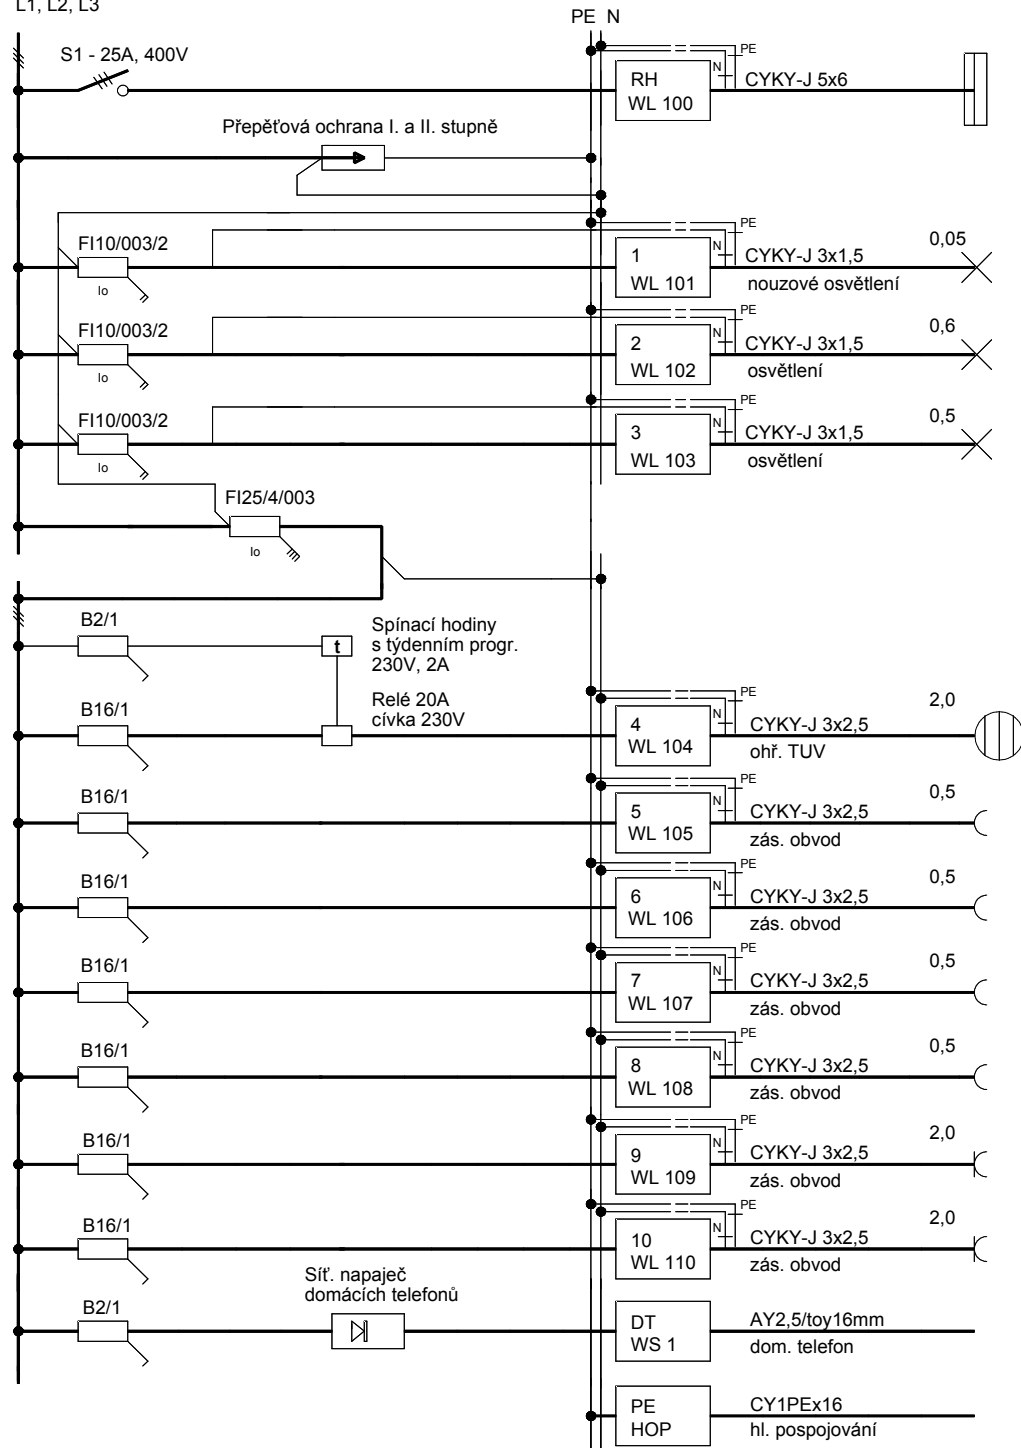 L1, L2, L3
PE N
S1 - 25A, 400V
PE
N
RH
WL 100
CYKY-J 5x6
Přepěťová ochrana I. a II. stupně
FI10/003/2
Io
PE
N
1
WL 101
CYKY-J 3x1,5
nouzové osvětlení
0,05
FI10/003/2
Io
PE
N
2
WL 102
CYKY-J 3x1,5
osvětlení
0,6
FI10/003/2
Io
PE
N
3
WL 103
CYKY-J 3x1,5
osvětlení
0,5
FI25/4/003
Io
B2/1
t
Spínací hodiny
s týdenním progr.
230V, 2A
Relé 20A
cívka 230V
B16/1
PE
N
4
WL 104
CYKY-J 3x2,5
ohř. TUV
2,0
B16/1
PE
N
5
WL 105
CYKY-J 3x2,5
zás. obvod
0,5
B16/1
PE
N
6
WL 106
CYKY-J 3x2,5
zás. obvod
0,5
B16/1
PE
N
7
WL 107
CYKY-J 3x2,5
zás. obvod
0,5
B16/1
PE
N
8
WL 108
CYKY-J 3x2,5
zás. obvod
0,5
B16/1
PE
N
9
WL 109
CYKY-J 3x2,5
zás. obvod
2,0
B16/1
PE
N
10
WL 110
CYKY-J 3x2,5
zás. obvod
2,0
B2/1
Síť. napaječ
domácích telefonů
DT
WS 1
AY2,5/toy16mm
dom. telefon
PE
HOP
CY1PEx16
hl. pospojování